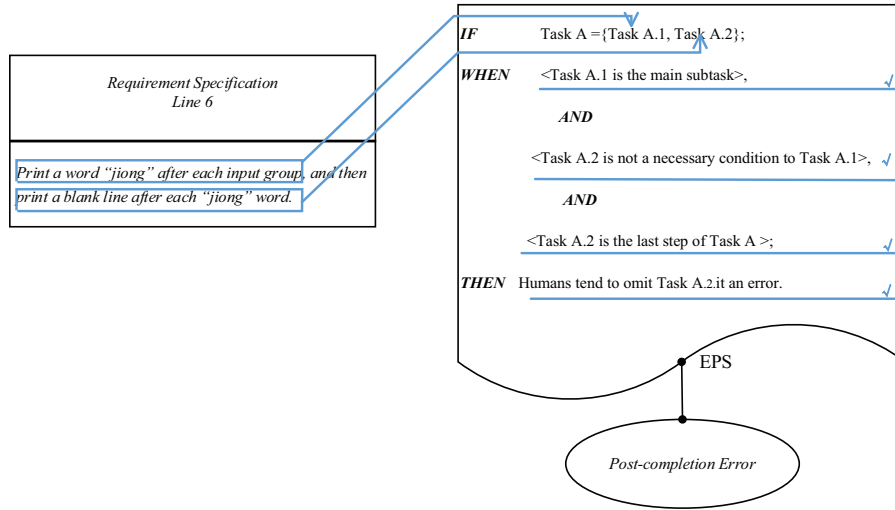 Requirement Specification
Line 6
Print a word “jiong” after each input group, and then
print a blank line after each “jiong” word.
IF Task A ={Task A.1, Task A.2};
WHEN <Task A.1 is the main subtask>, √
AND
<Task A.2 is not a necessary condition to Task A.1>, √
AND
<Task A.2 is the last step of Task A >; √
THEN Humans tend to omit Task A.2.it an error. √
EPS
Post-completion Error